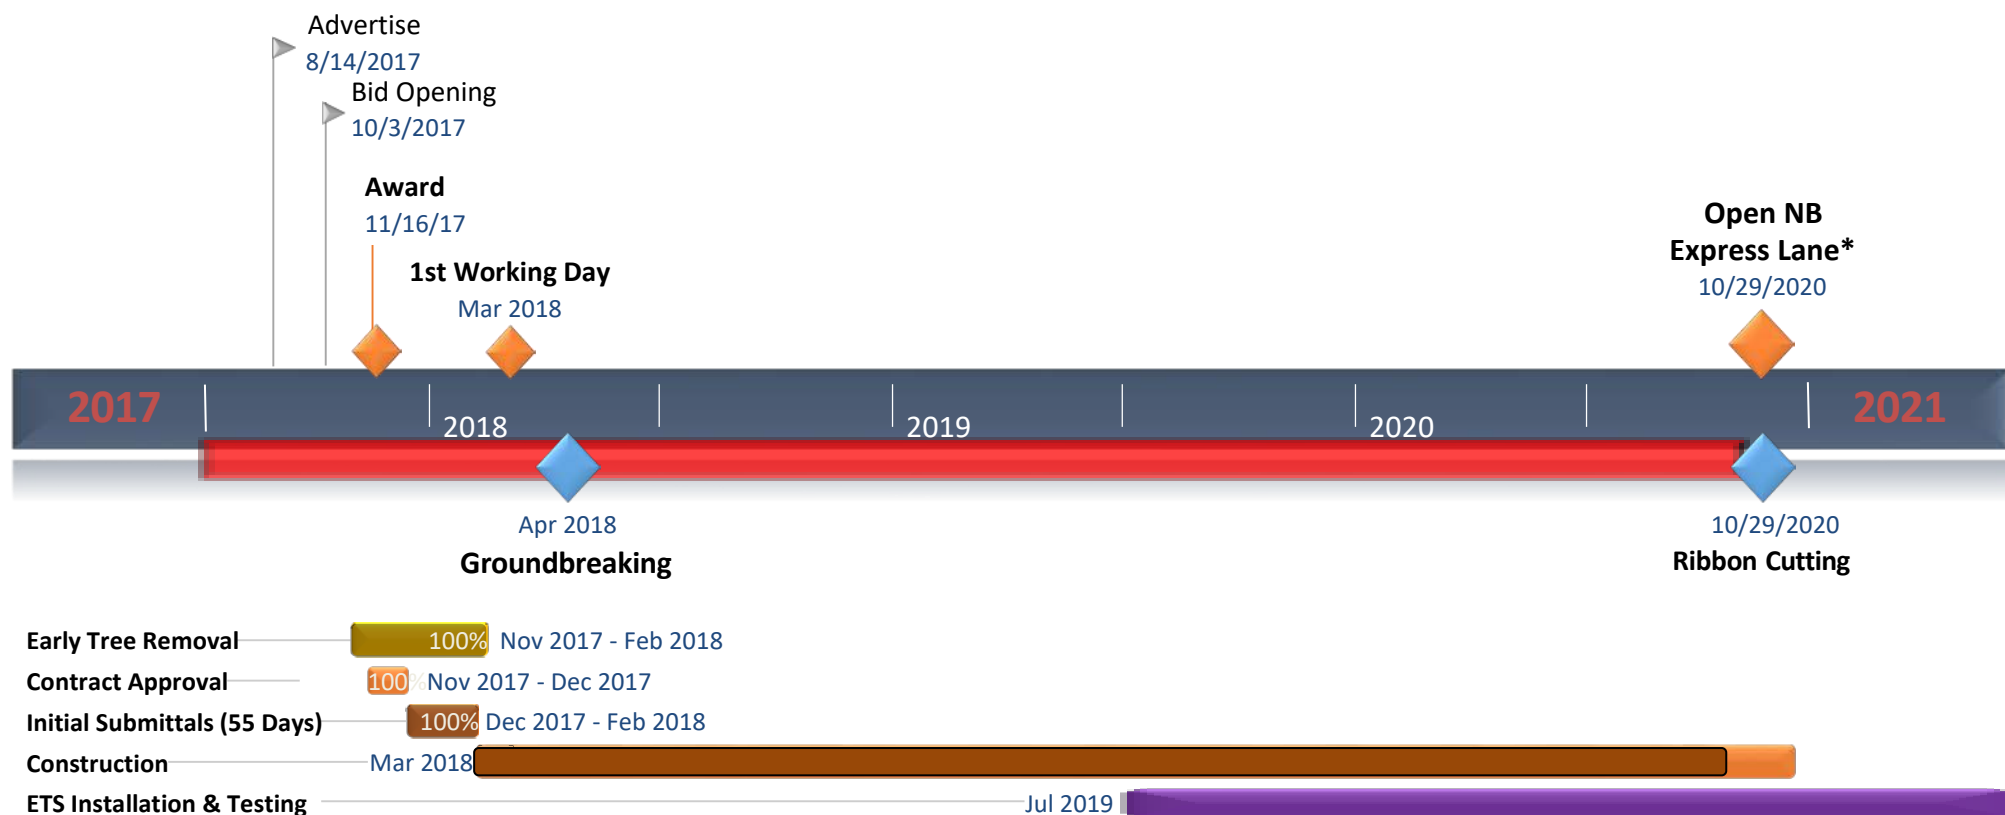 Advertise
8/14/2017
Bid Opening
10/3/2017
Award
11/16/17
1st Working Day
Mar 2018
Open NB
Express Lane*
10/29/2020
2017
2018
2019
2020
2021
Apr 2018
Groundbreaking
10/29/2020
Ribbon Cutting
Early Tree Removal 100% Nov 2017 - Feb 2018
Contract Approval 100% Nov 2017 - Dec 2017
Initial Submittals (55 Days) 100% Dec 2017 - Feb 2018
Construction Mar 2018
ETS Installation & Testing Jul 2019